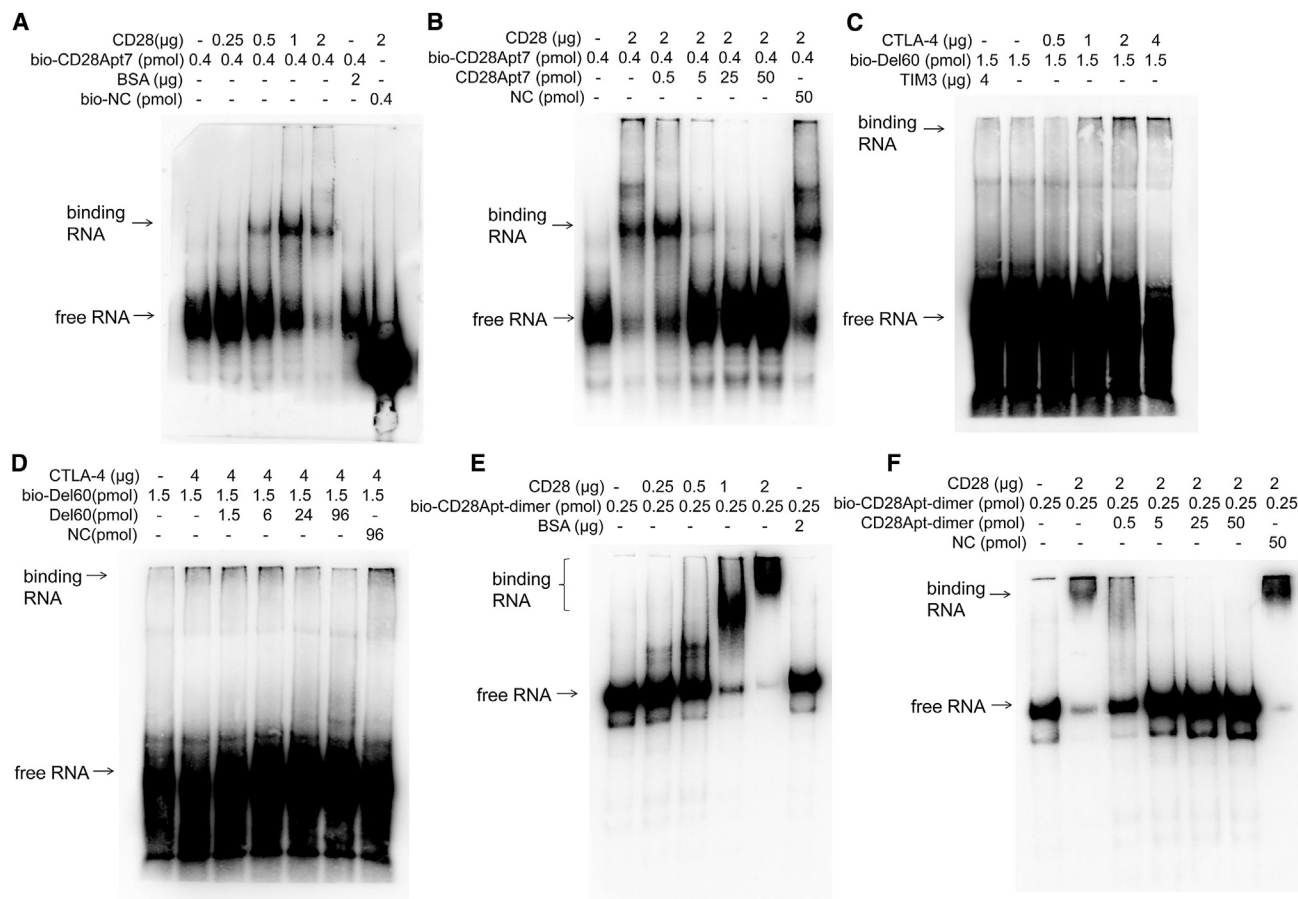 A
CD28(μg) - 0.25 0.5 1 2 - 2
bio-CD28Apt7 (pmol) 0.4 0.4 0.4 0.4 0.4 0.4 -
BSA (μg) - - - - - 2 -
bio-NC (pmol) - - - - - - 0.4
binding
RNA
free RNA
B
CD28 (μg) - 2 2 2 2 2 2
bio-CD28Apt7 (pmol) 0.4 0.4 0.4 0.4 0.4 0.4 0.4
CD28Apt7 (pmol) - - 0.5 5 25 50 -
NC (pmol) - - - - - - 50
binding
RNA
free RNA
C
CTLA-4 (μg) - - 0.5 1 2 4
bio-Del60 (pmol) 1.5 1.5 1.5 1.5 1.5 1.5
TIM3 (μg) 4 - - - - -
binding
RNA
free RNA
D
CTLA-4 (μg) - 4 4 4 4 4 4
bio-Del60(pmol) 1.5 1.5 1.5 1.5 1.5 1.5 1.5
Del60(pmol) - - 1.5 6 24 96 -
NC(pmol) - - - - - - 96
binding
RNA
free RNA
E
CD28 (μg) - 0.25 0.5 1 2 -
bio-CD28Apt-dimer (pmol) 0.25 0.25 0.25 0.25 0.25 0.25
BSA (μg) - - - - - 2
binding
RNA
free RNA
F
CD28 (μg) - 2 2 2 2 2 2
bio-CD28Apt-dimer (pmol) 0.25 0.25 0.25 0.25 0.25 0.25 0.25
CD28Apt-dimer (pmol) - - 0.5 5 25 50 -
NC (pmol) - - - - - - 50
binding
RNA
free RNA